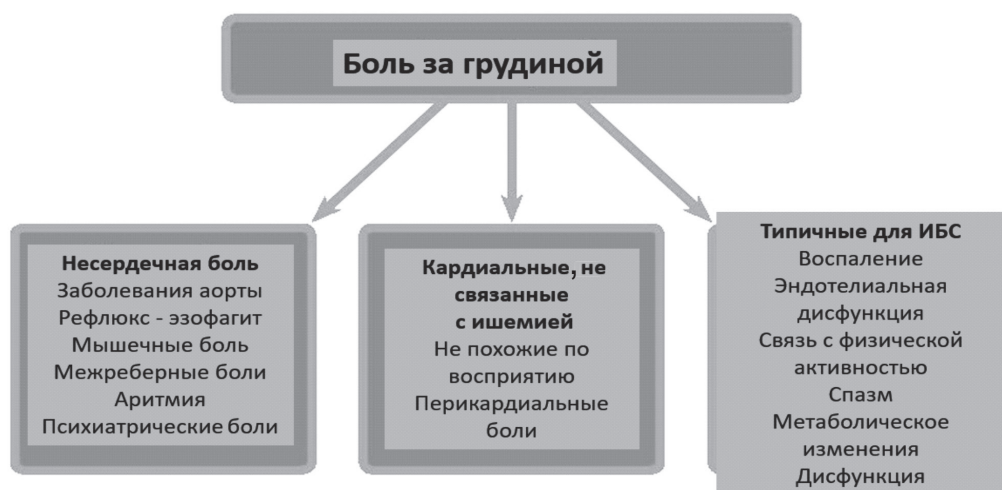 Боль за грудиной
Несердечная боль
Заболевания аорты
Рефлюкс - эзофагит
Мышечные боль
Межреберные боли
Аритмия
Психиатрические боли
Кардиальные, не
связанные
с ишемией
Не похожие по
восприятию
Перикардиальные
боли
Типичные для ИБС
Воспаление
Эндотелиальная
дисфункция
Связь с физической
активностью
Спазм
Метаболическое
изменения
Дисфункция